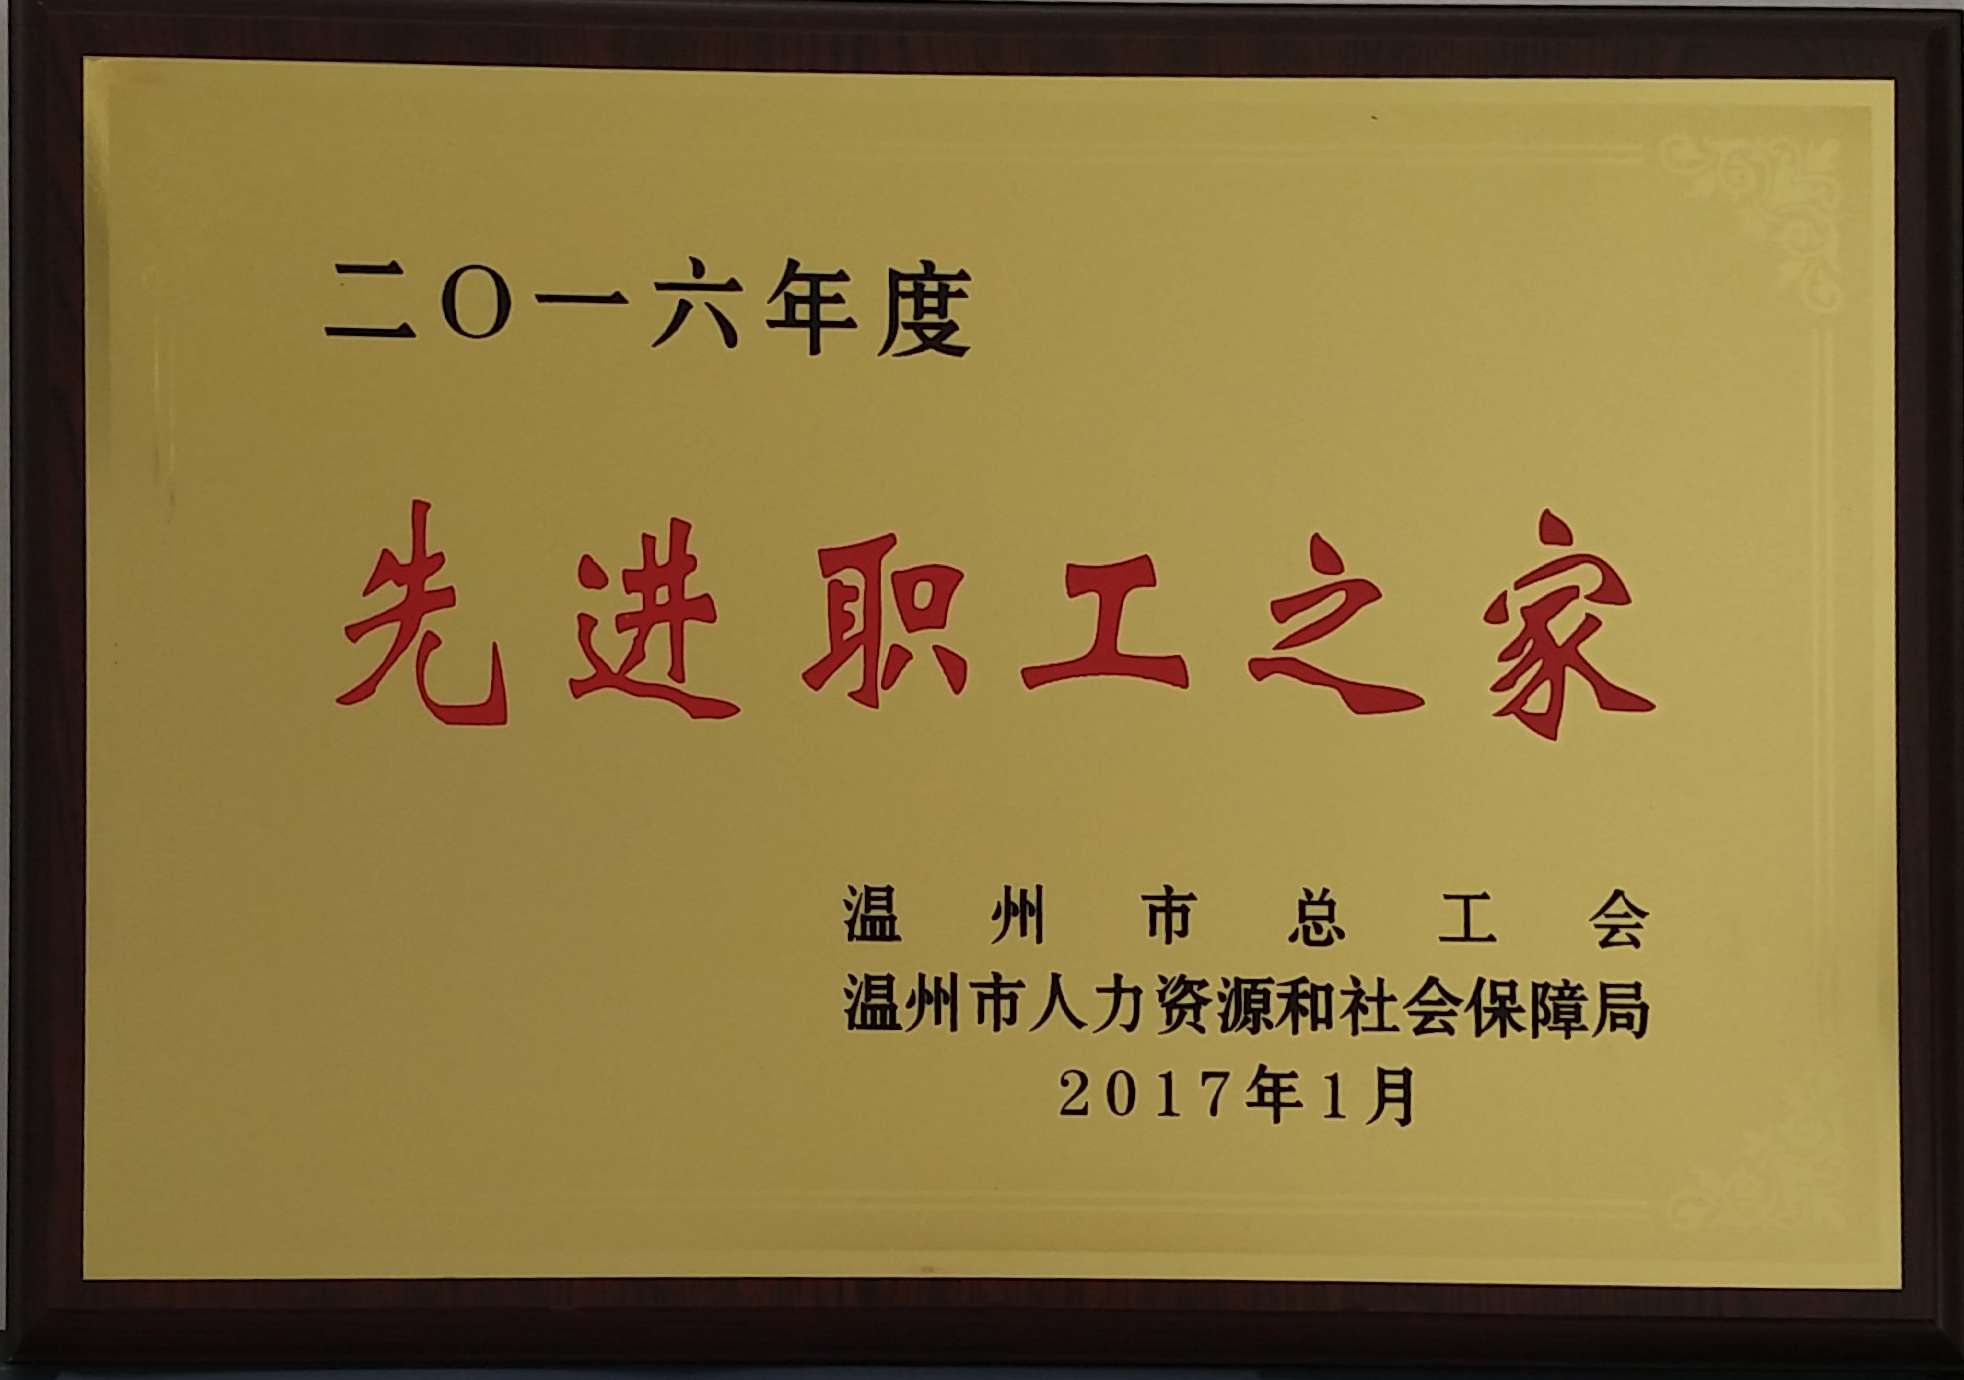 二〇一六年度
先进职工之家
温州市总工会
温州市人力资源和社会保障局
2017年1月